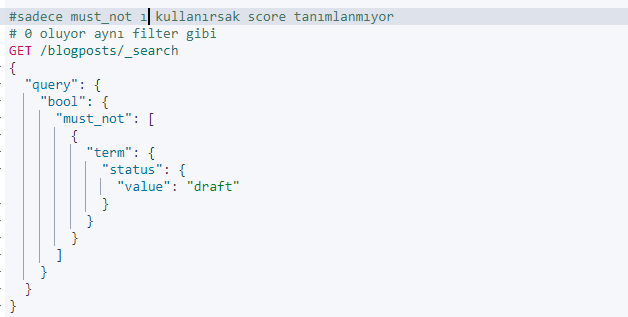 #sadece must_not ı kullanırsak score tanımlanmıyor
# 0 oluyor aynı filter gibi
GET /blogposts/_search
{
  "query": {
    "bool": {
      "must_not": [
        {
          "term": {
            "status": {
              "value": "draft"
            }
          }
        }
      ]
    }
  }
}